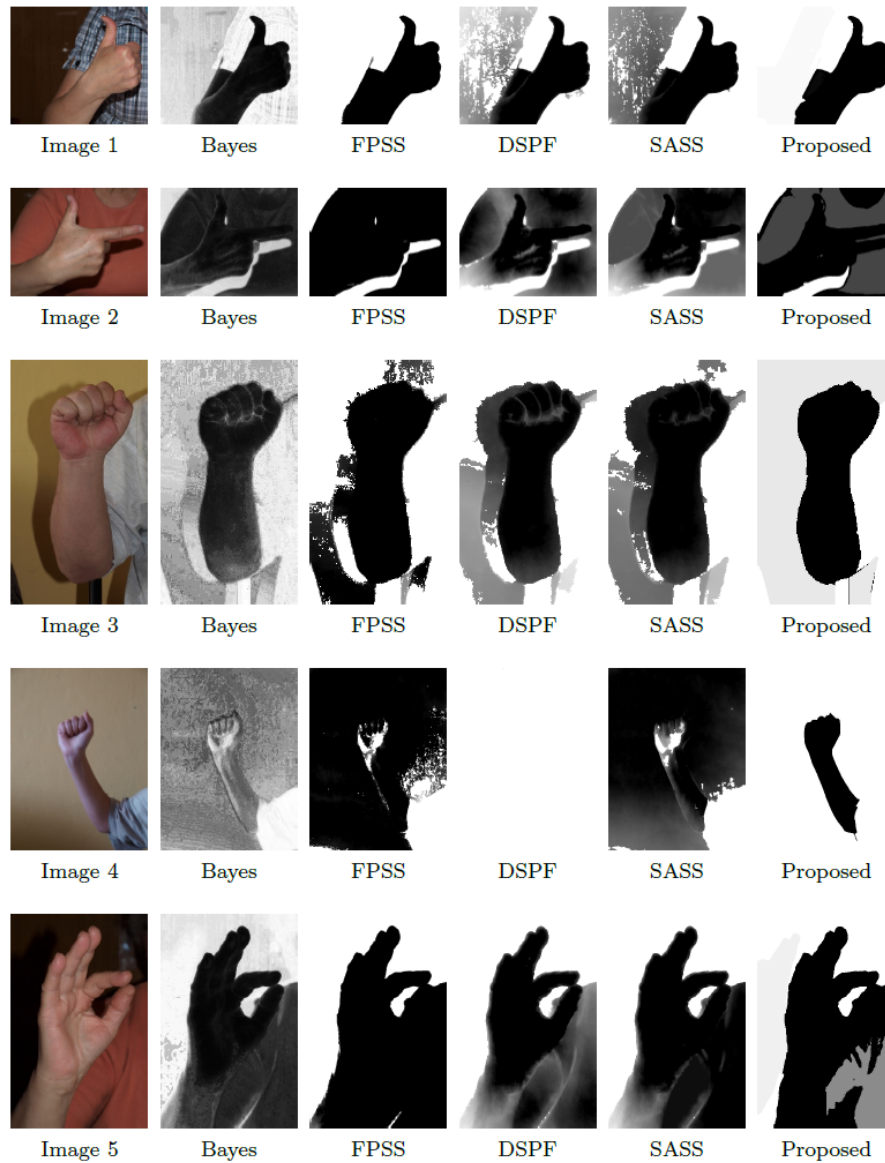 Image 1 Bayes FPSS DSPF SASS Proposed
Image 2 Bayes FPSS DSPF SASS Proposed
Image 3 Bayes FPSS DSPF SASS Proposed
Image 4 Bayes FPSS DSPF SASS Proposed
Image 5 Bayes FPSS DSPF SASS Proposed